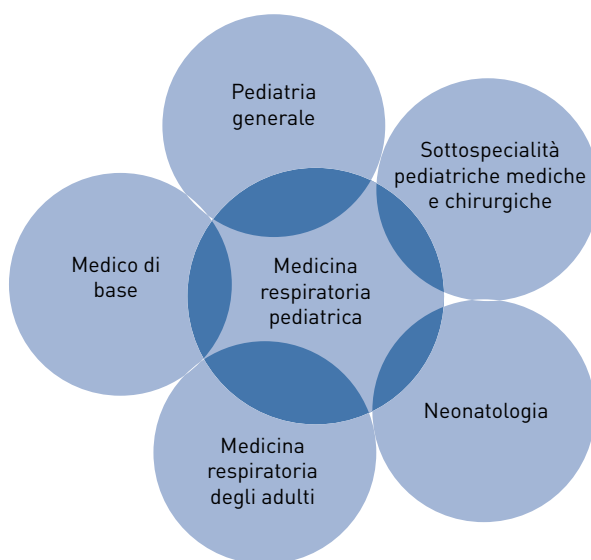 Pediatria
generale
Sottospecialità
pediatriche mediche
e chirurgiche
Medico di
base
Medicina
respiratoria
pediatrica
Neonatologia
Medicina
respiratoria
degli adulti